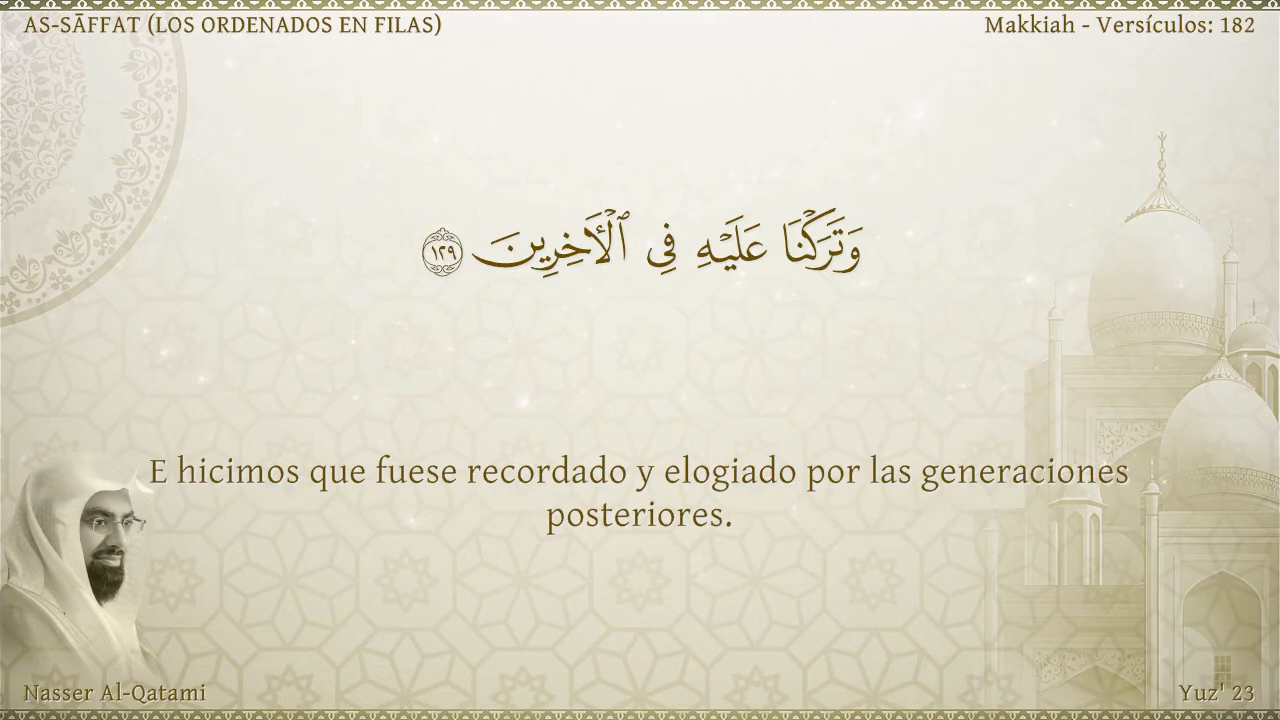 AS-SĀFFAT (LOS ORDENADOS EN FILAS)
Makkiah - Versículos: 182
وَتَرَكْنَا عَلَيْهِ فِي ٱلْأَخِرِينَ ١٢٩
E hicimos que fuese recordado y elogiado por las generaciones
posteriores.
Nasser Al-Qatami
Yuz' 23